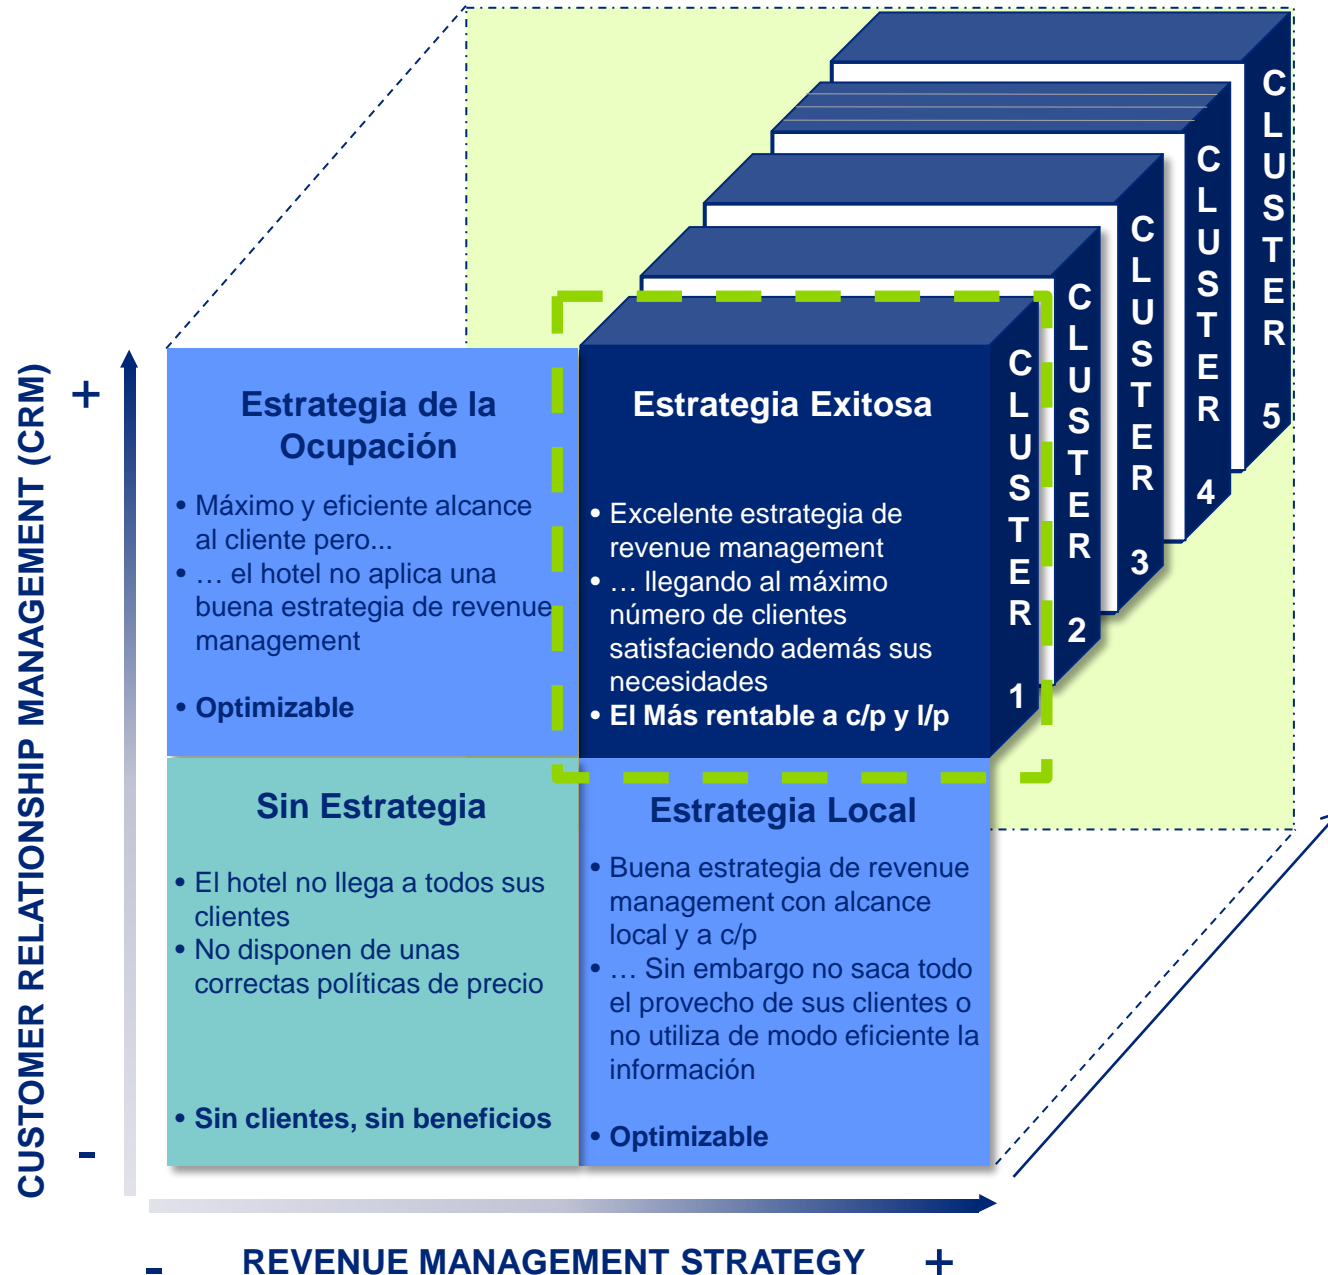 CUSTOMER RELATIONSHIP MANAGEMENT (CRM)
+
-
Estrategia de la
Ocupación
• Máximo y eficiente alcance
al cliente pero...
• … el hotel no aplica una
buena estrategia de revenue
management
• Optimizable
Estrategia Exitosa
• Excelente estrategia de
revenue management
• … llegando al máximo
número de clientes
satisfaciendo además sus
necesidades
• El Más rentable a c/p y l/p
CLUSTER 1
CLUSTER 2
CLUSTER 3
CLUSTER 4
CLUSTER 5
Sin Estrategia
• El hotel no llega a todos sus
clientes
• No disponen de unas
correctas políticas de precio
• Sin clientes, sin beneficios
Estrategia Local
• Buena estrategia de revenue
management con alcance
local y a c/p
• … Sin embargo no saca todo
el provecho de sus clientes o
no utiliza de modo eficiente la
información
• Optimizable
- REVENUE MANAGEMENT STRATEGY +